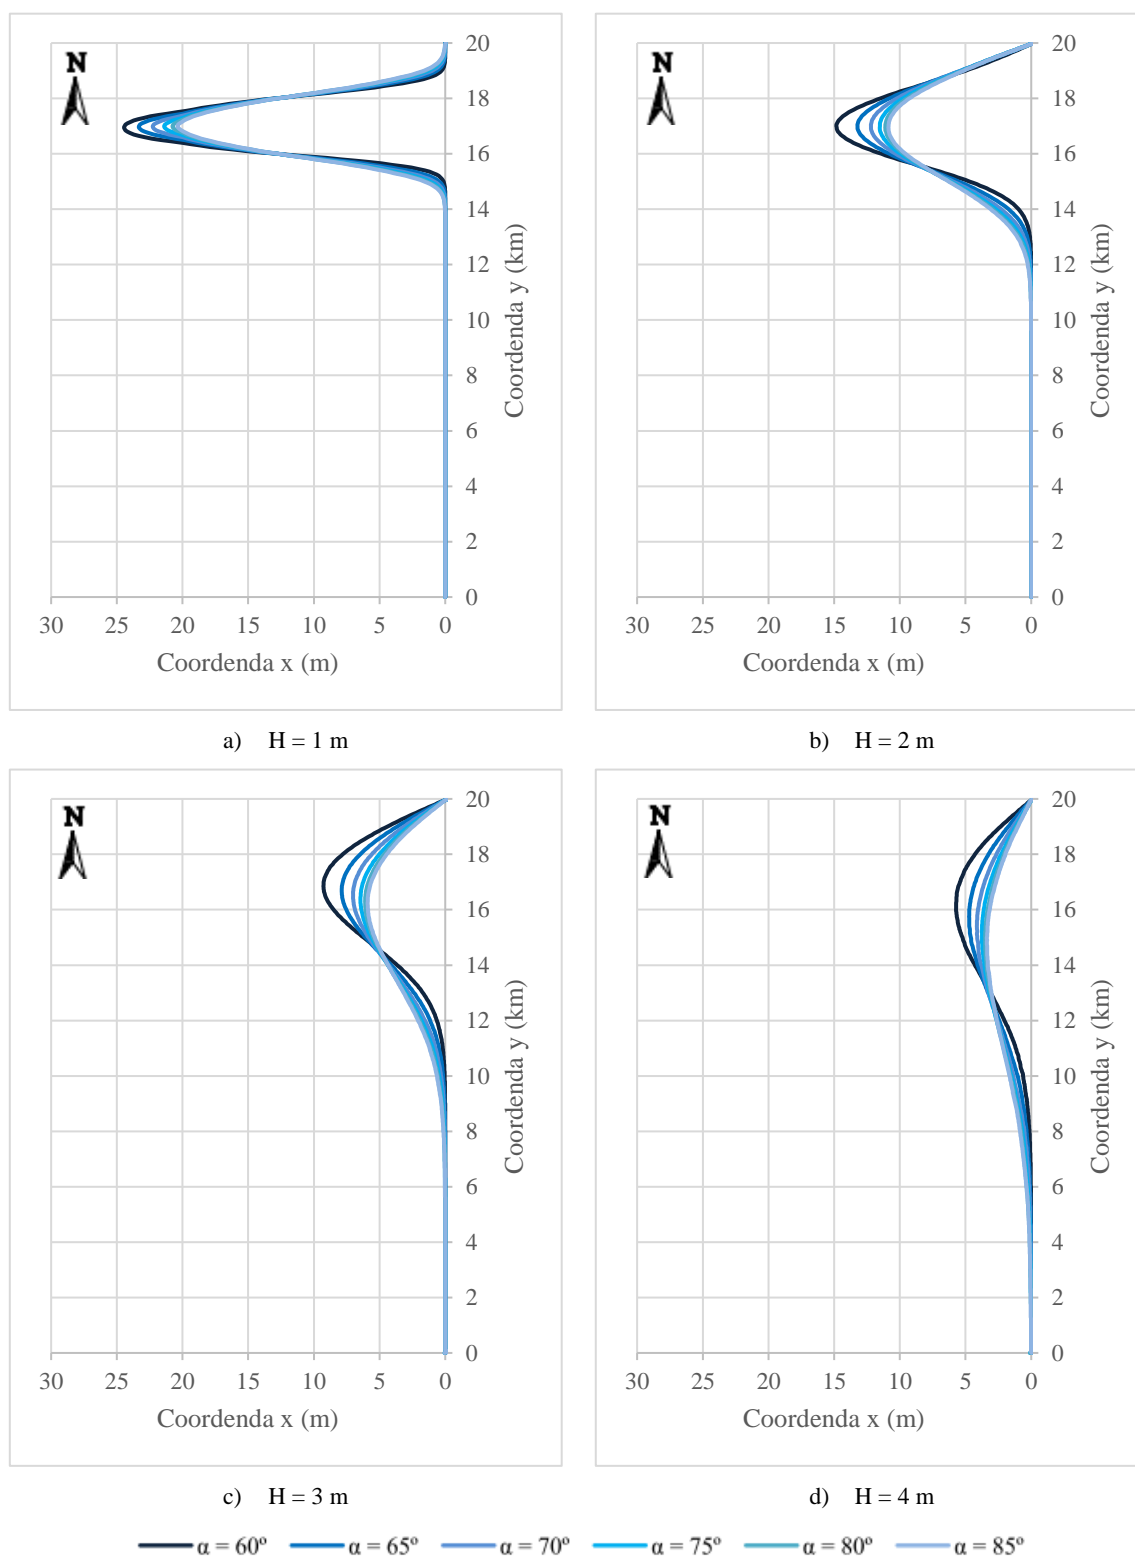 N
20
18
16
14
12
10
8
6
4
2
0
Coordenda y (km)
30 25 20 15 10 5 0
Coordenda x (m)
a) H = 1 m
N
20
18
16
14
12
10
8
6
4
2
0
Coordenda y (km)
30 25 20 15 10 5 0
Coordenda x (m)
b) H = 2 m
N
20
18
16
14
12
10
8
6
4
2
0
Coordenda y (km)
30 25 20 15 10 5 0
Coordenda x (m)
c) H = 3 m
N
20
18
16
14
12
10
8
6
4
2
0
Coordenda y (km)
30 25 20 15 10 5 0
Coordenda x (m)
d) H = 4 m
α = 60º α = 65º α = 70º α = 75º α = 80º α = 85º